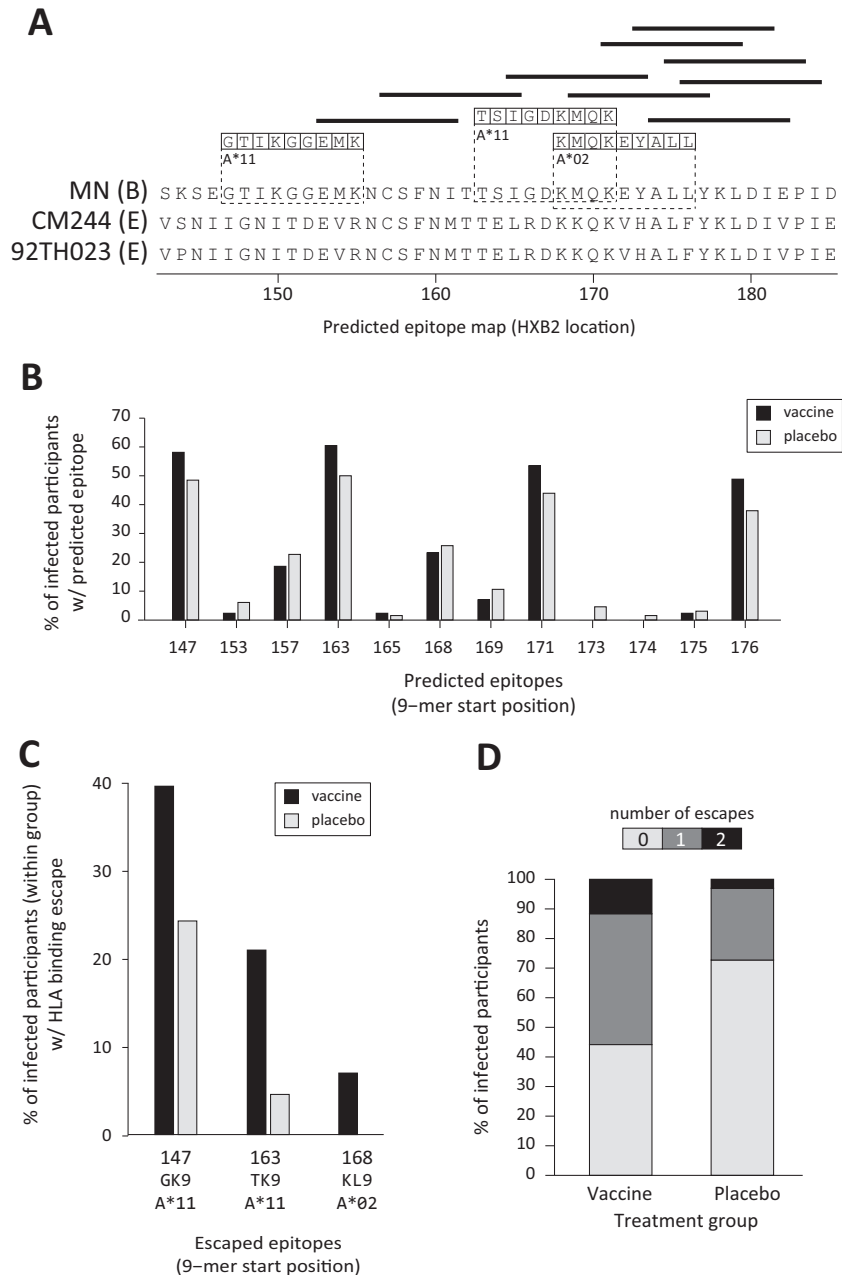 A
TSIGDKMQK
GTIKGGEMK
A*11
KMQKEYALL
A*11
A*02
MN (B) SKSEGTIKGGEMKNCSFNITTSIGDKMQKEYALLYKLDIEPID
CM244 (E) VSNIIGNITDEVRNCSFNMTTELRDKKQKVHALFYKLDIVPIE
92TH023 (E) VPNIIGNITDEVRNCSFNMTTELRDKKQKVHALFYKLDIVPIE
150 160 170 180
Predicted epitope map (HXB2 location)
B
% of infected participants
w/ predicted epitope
70
60
50
40
30
20
10
0
vaccine
placebo
147 153 157 163 165 168 169 171 173 174 175 176
Predicted epitopes
(9−mer start position)
C
% of infected participants (within group)
w/ HLA binding escape
40
30
20
10
0
vaccine
placebo
147 163 168
GK9 TK9 KL9
A*11 A*11 A*02
Escaped epitopes
(9−mer start position)
D
number of escapes
0 1 2
% of infected participants
100
90
80
70
60
50
40
30
20
10
0
Vaccine Placebo
Treatment group